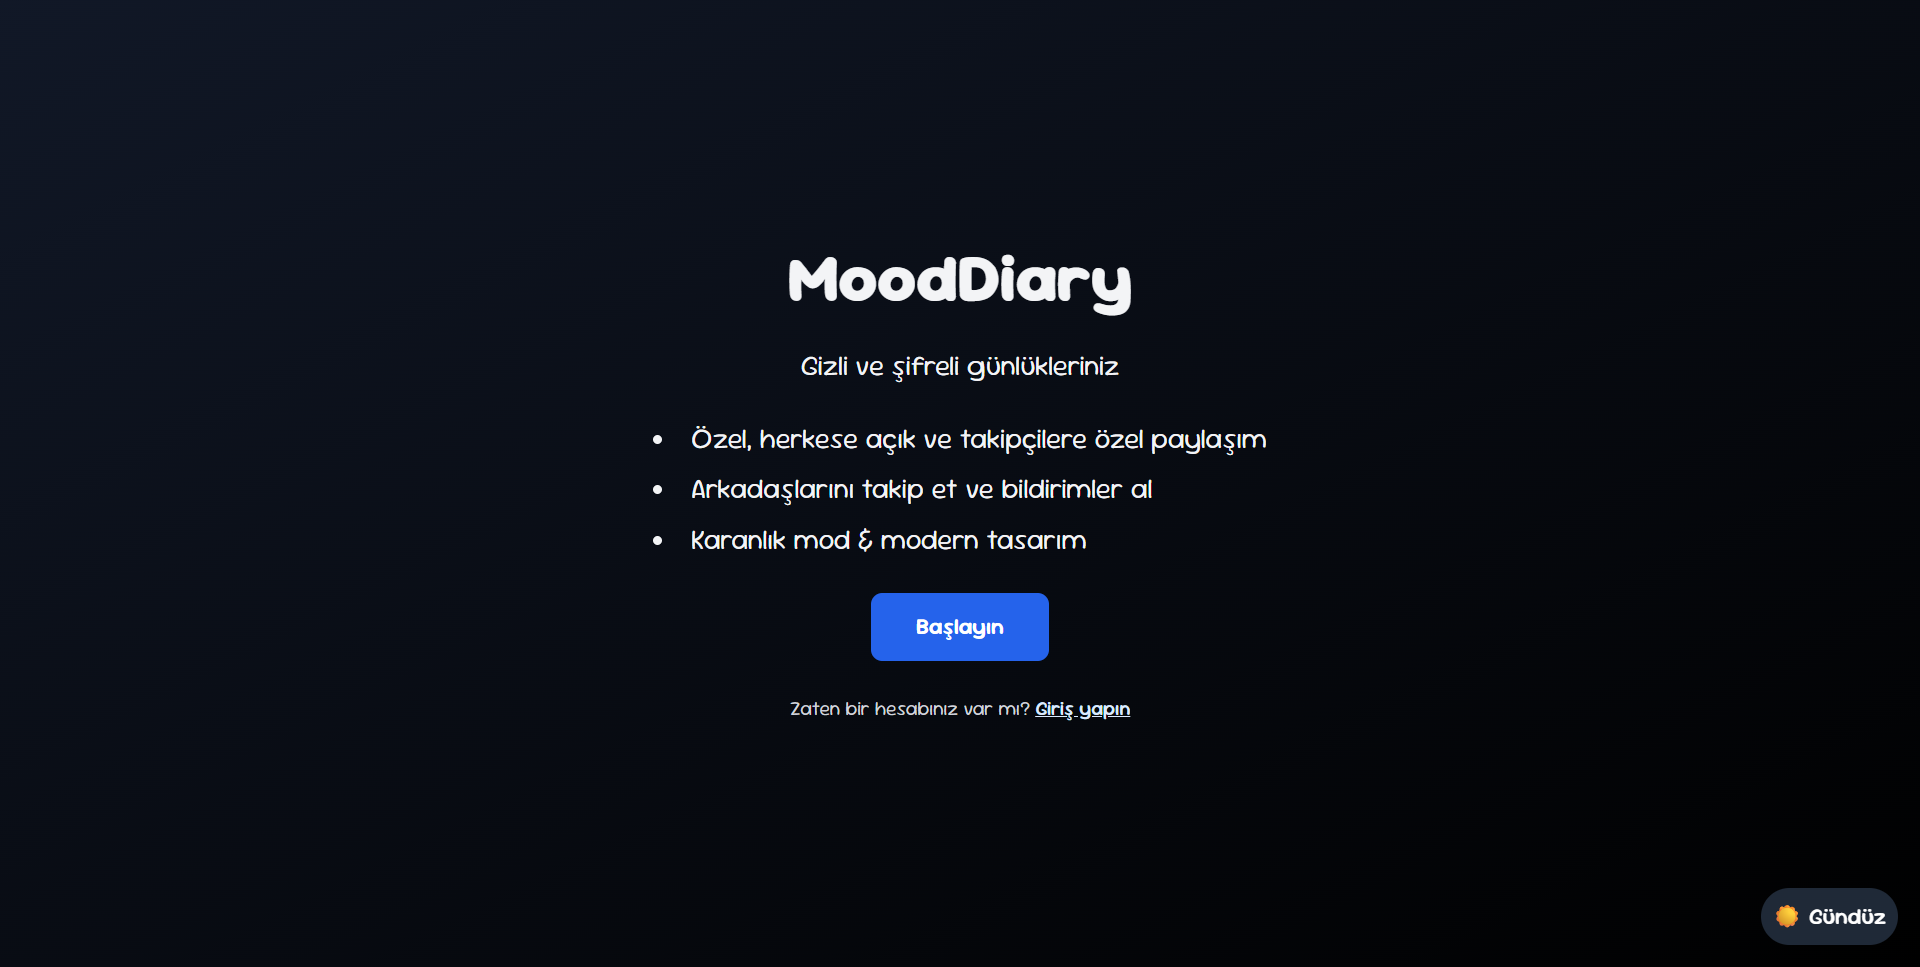 MoodDiary
Gizli ve şifreli günlükleriniz
• Özel, herkese açık ve takipçilere özel paylaşım
• Arkadaşlarını takip et ve bildirimler al
• Karanlık mod & modern tasarım
Başlayın
Zaten bir hesabınız var mı? Giriş yapın
Gündüz